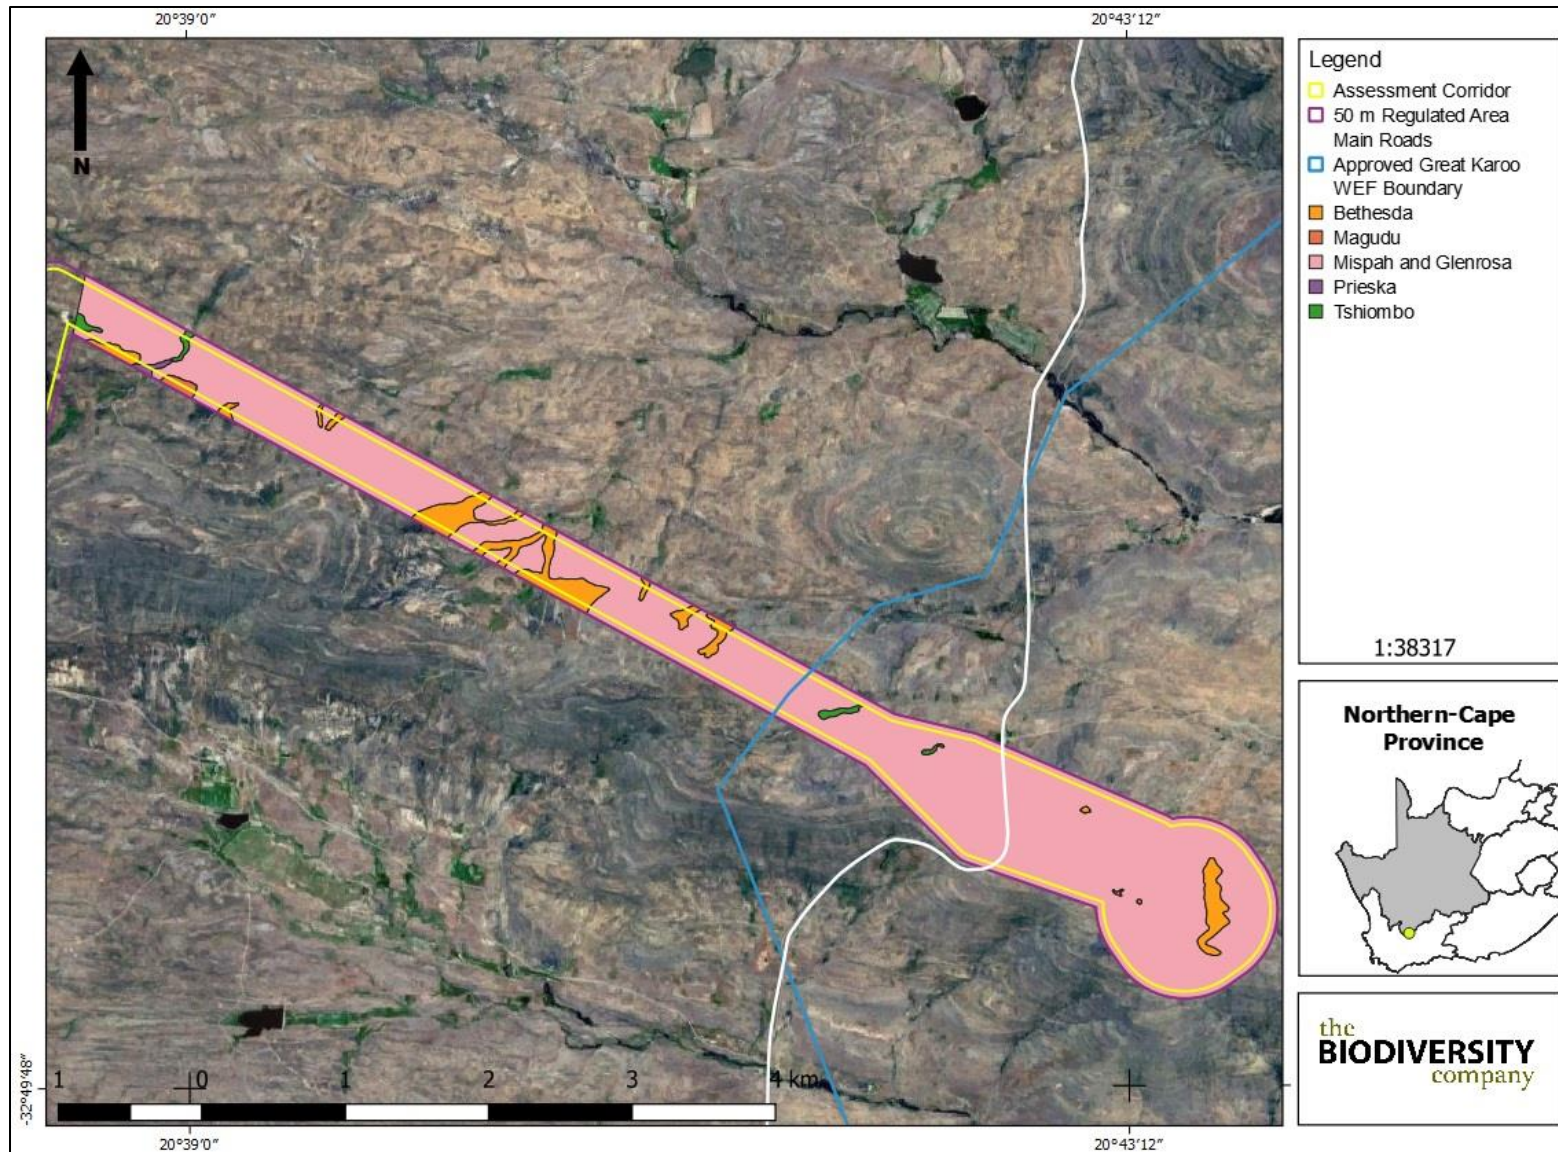 20°39'0"
20°43'12"
N
Legend
Assessment Corridor
50 m Regulated Area
Main Roads
Approved Great Karoo
WEF Boundary
Bethesda
Magudu
Mispah and Glenrosa
Prieska
Tshiombo
1:38317
Northern-Cape
Province
the
BIODIVERSITY
company
-32°49'48"
1 0 1 2 3 4 km
20°39'0"
20°43'12"